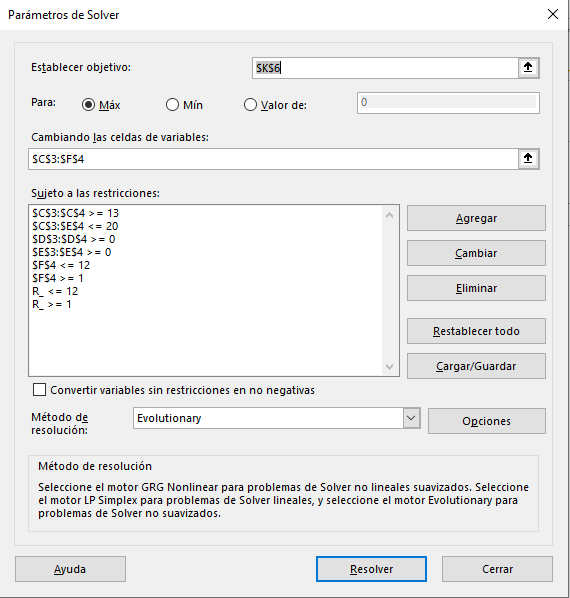 Parámetros de Solver
Establecer objetivo:
$K$6
Para:
Máx
Mín
Valor de:
0
Cambiando las celdas de variables:
$C$3:$F$4
Sujeto a las restricciones:
$C$3:$C$4 >= 13
$C$3:$E$4 <= 20
$D$3:$D$4 >= 0
$E$3:$E$4 >= 0
$F$4 <= 12
$F$4 >= 1
R_ <= 12
R_ >= 1
Agregar
Cambiar
Eliminar
Restablecer todo
Cargar/Guardar
Convertir variables sin restricciones en no negativas
Método de
resolución:
Evolutionary
Opciones
Método de resolución
Seleccione el motor GRG Nonlinear para problemas de Solver no lineales suavizados. Seleccione
el motor LP Simplex para problemas de Solver lineales, y seleccione el motor Evolutionary para
problemas de Solver no suavizados.
Ayuda
Resolver
Cerrar